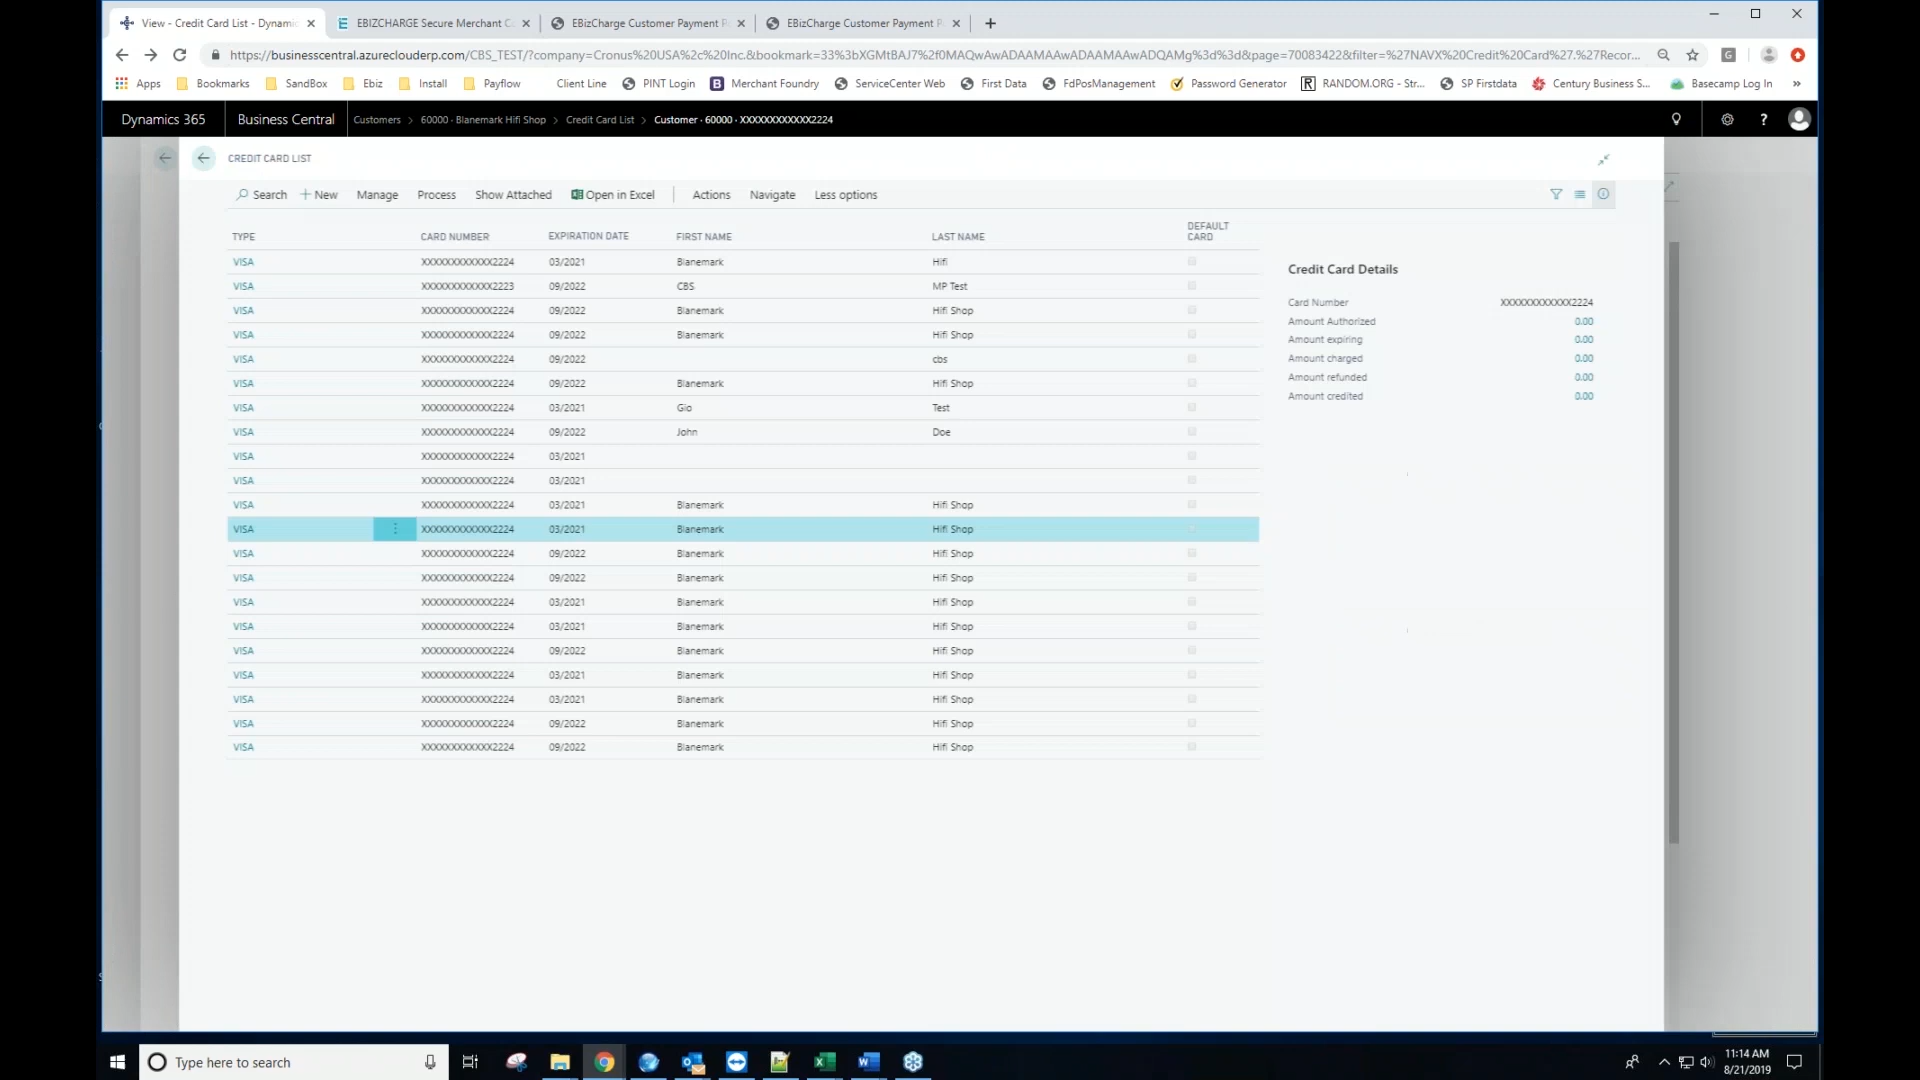 View - Credit Card List - Dynamic
EBIZCHARGE Secure Merchant C
EBizCharge Customer Payment P
EBizCharge Customer Payment P
https://businesscentral.azureclouderp.com/CBS_TEST/?company=Cronus%20USA%2c%20Inc.&bookmark=33%3bXGMtBAJ7%2f0MAQwAwADAAMAAwADAAMAAwADQAMg%3d%3d&page=70083422&filter=%27NAVX%20Credit%20Card%27.%27Recor...
Apps Bookmarks SandBox Ebiz Install Payflow Client Line PINT Login Merchant Foundry ServiceCenter Web First Data FdPosManagement Password Generator RANDOM.ORG - Str... SP Firstdata Century Business S... Basecamp Log In »
Dynamics 365 Business Central Customers > 60000 · Blanemark Hifi Shop > Credit Card List > Customer · 60000 · XXXXXXXXXXXX2224
CREDIT CARD LIST
Search + New Manage Process Show Attached Open in Excel Actions Navigate Less options
TYPE CARD NUMBER EXPIRATION DATE FIRST NAME LAST NAME DEFAULT CARD
VISA XXXXXXXXXXXX2224 03/2021 Blanemark Hifi
VISA XXXXXXXXXXXX2223 09/2022 CBS MP Test
VISA XXXXXXXXXXXX2224 09/2022 Blanemark Hifi Shop
VISA XXXXXXXXXXXX2224 09/2022 Blanemark Hifi Shop
VISA XXXXXXXXXXXX2224 09/2022 cbs
VISA XXXXXXXXXXXX2224 09/2022 Blanemark Hifi Shop
VISA XXXXXXXXXXXX2224 03/2021 Gio Test
VISA XXXXXXXXXXXX2224 09/2022 John Doe
VISA XXXXXXXXXXXX2224 03/2021
VISA XXXXXXXXXXXX2224 03/2021
VISA XXXXXXXXXXXX2224 03/2021 Blanemark Hifi Shop
VISA XXXXXXXXXXXX2224 03/2021 Blanemark Hifi Shop
VISA XXXXXXXXXXXX2224 09/2022 Blanemark Hifi Shop
VISA XXXXXXXXXXXX2224 09/2022 Blanemark Hifi Shop
VISA XXXXXXXXXXXX2224 03/2021 Blanemark Hifi Shop
VISA XXXXXXXXXXXX2224 03/2021 Blanemark Hifi Shop
VISA XXXXXXXXXXXX2224 09/2022 Blanemark Hifi Shop
VISA XXXXXXXXXXXX2224 03/2021 Blanemark Hifi Shop
VISA XXXXXXXXXXXX2224 03/2021 Blanemark Hifi Shop
VISA XXXXXXXXXXXX2224 09/2022 Blanemark Hifi Shop
VISA XXXXXXXXXXXX2224 09/2022 Blanemark Hifi Shop
Credit Card Details
Card Number XXXXXXXXXXXX2224
Amount Authorized 0.00
Amount expiring 0.00
Amount charged 0.00
Amount refunded 0.00
Amount credited 0.00
Type here to search
11:14 AM
8/21/2019